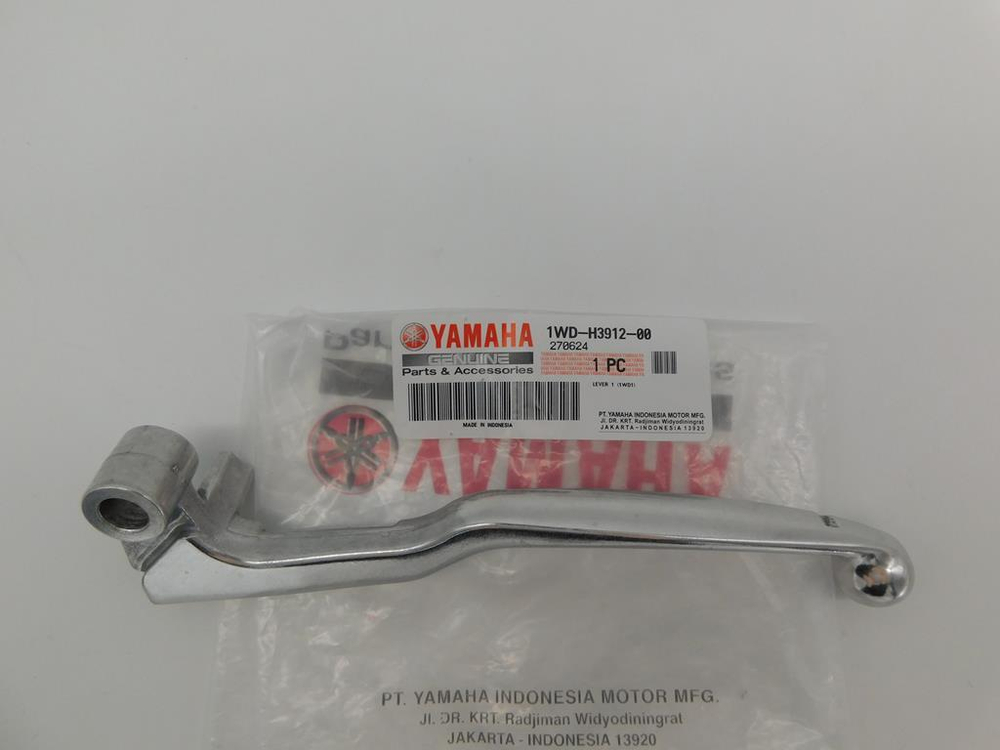 YAMAHA
GENUINE
Parts & Accessories
1WD-H3912-00
270624
1 PC
LEVER 1 (1WD1)
MADE IN INDONESIA
PT. YAMAHA INDONESIA MOTOR MFG.
Jl. DR. KRT. Radjiman Widyodiningrat
JAKARTA - INDONESIA 13920
Par
YAMAHA
PT. YAMAHA INDONESIA MOTOR MFG.
Jl. DR. KRT. Radjiman Widyodiningrat
JAKARTA - INDONESIA 13920